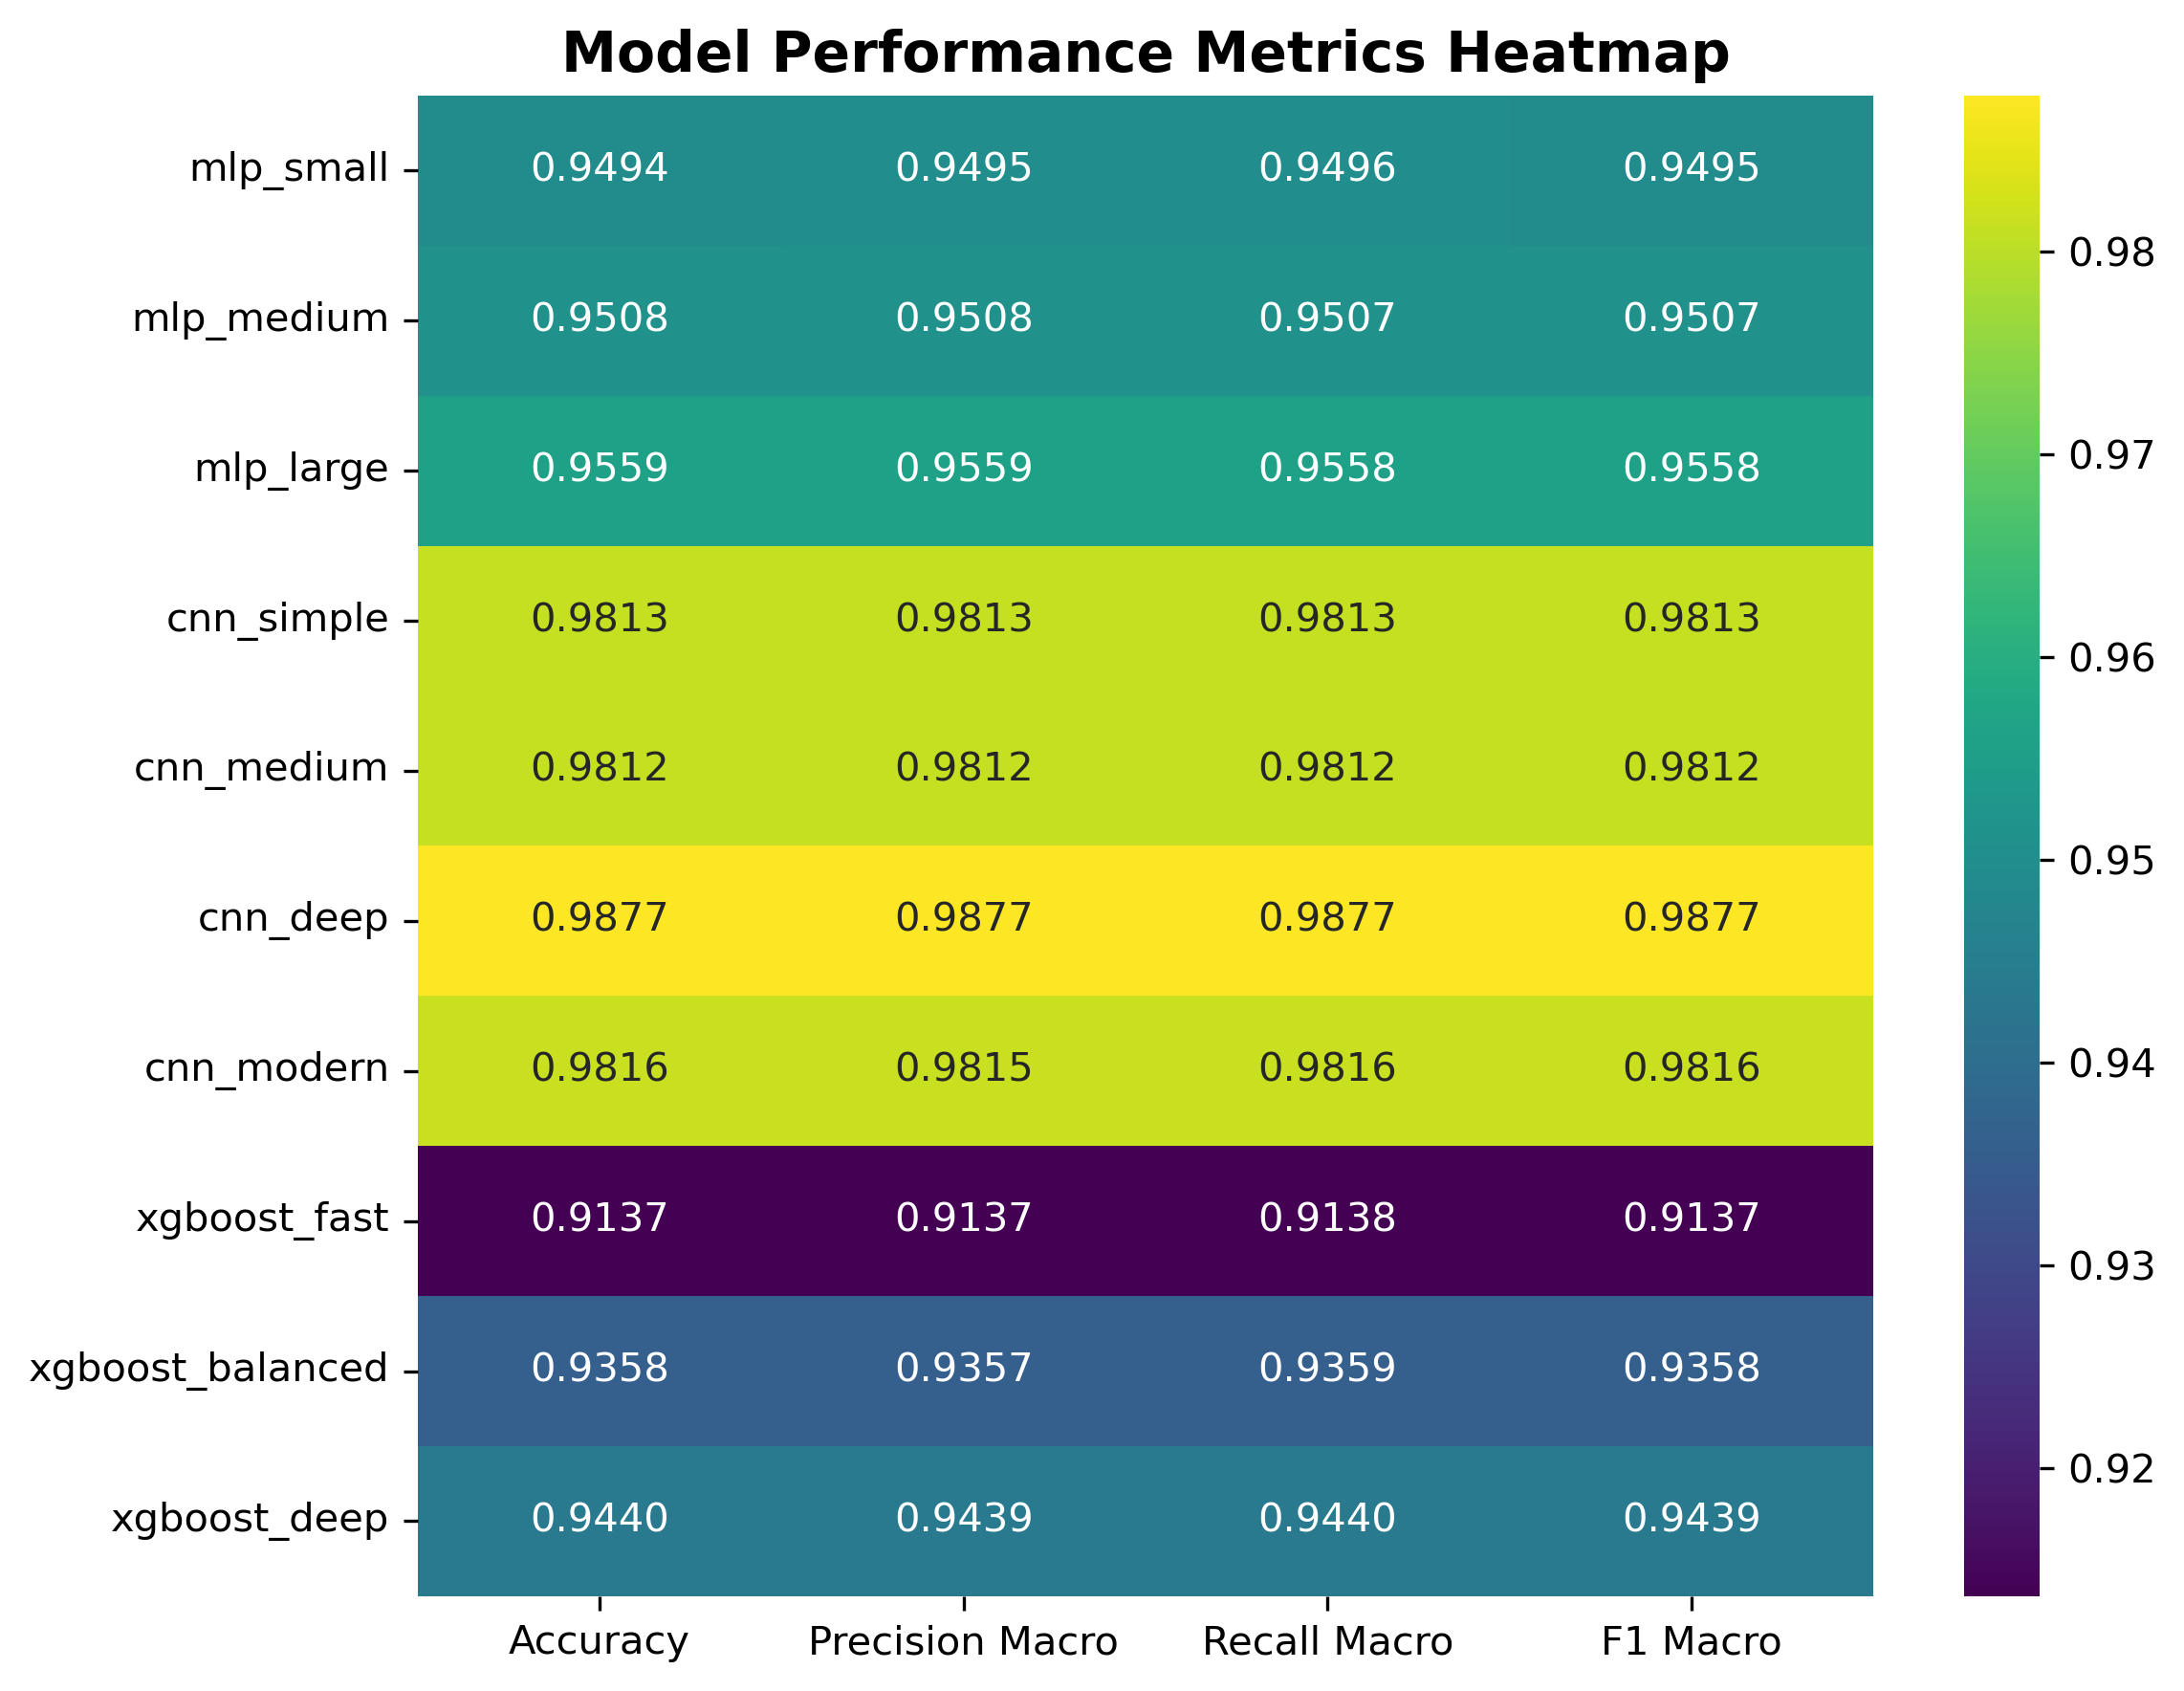 Model Performance Metrics Heatmap
mlp_small 0.9494 0.9495 0.9496 0.9495
mlp_medium 0.9508 0.9508 0.9507 0.9507
mlp_large 0.9559 0.9559 0.9558 0.9558
cnn_simple 0.9813 0.9813 0.9813 0.9813
cnn_medium 0.9812 0.9812 0.9812 0.9812
cnn_deep 0.9877 0.9877 0.9877 0.9877
cnn_modern 0.9816 0.9815 0.9816 0.9816
xgboost_fast 0.9137 0.9137 0.9138 0.9137
xgboost_balanced 0.9358 0.9357 0.9359 0.9358
xgboost_deep 0.9440 0.9439 0.9440 0.9439
Accuracy Precision Macro Recall Macro F1 Macro
0.98
0.97
0.96
0.95
0.94
0.93
0.92